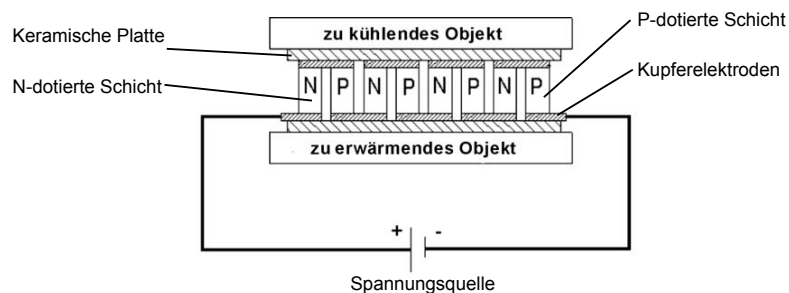 zu kühlendes Objekt
P-dotierte Schicht
Keramische Platte
Kupferelektroden
N-dotierte Schicht
N P N P N P N P
zu erwärmendes Objekt
+ -
Spannungsquelle